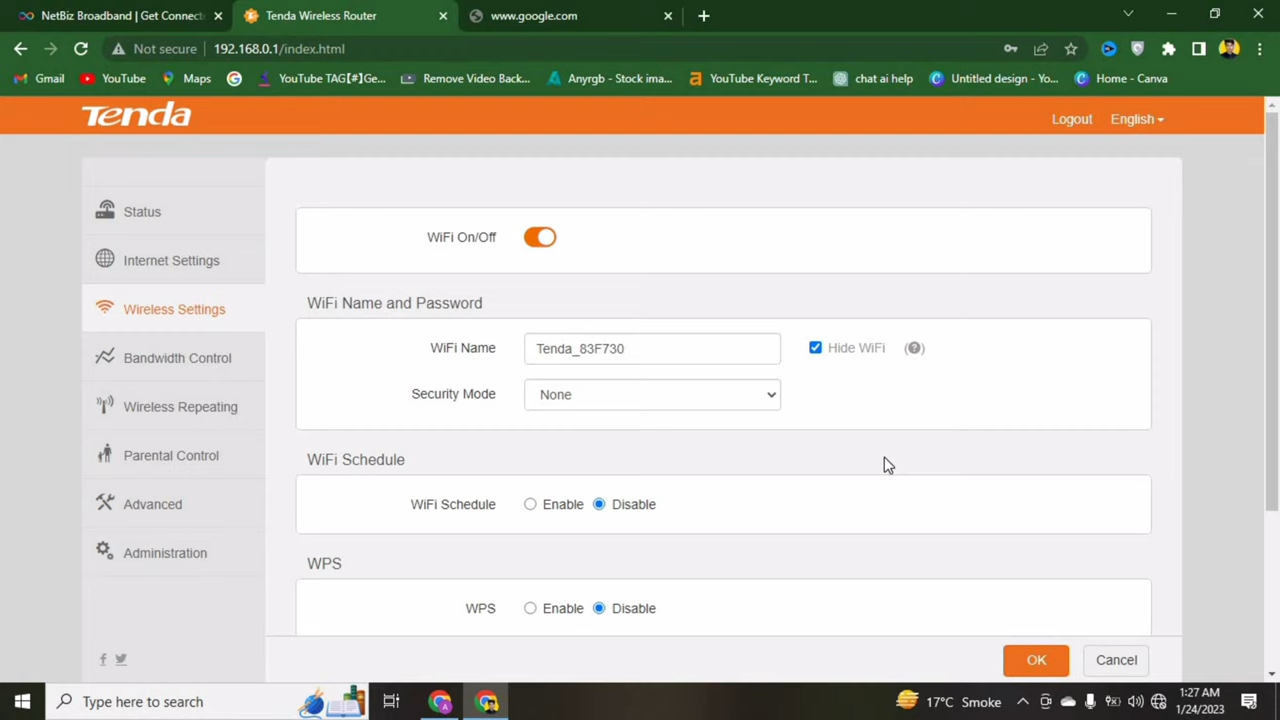 NetBiz Broadband | Get Connect
Tenda Wireless Router
www.google.com
Not secure
192.168.0.1/index.html
Gmail
YouTube
Maps
YouTube TAG[#]Ge...
Remove Video Back...
Anyrgb - Stock ima...
YouTube Keyword T...
chat ai help
Untitled design - Yo...
Home - Canva
Tenda
Logout
English
Status
Internet Settings
Wireless Settings
Bandwidth Control
Wireless Repeating
Parental Control
Advanced
Administration
WiFi On/Off
WiFi Name and Password
WiFi Name
Tenda_83F730
Hide WiFi (?)
Security Mode
None
WiFi Schedule
WiFi Schedule
Enable
Disable
WPS
WPS
Enable
Disable
OK
Cancel
Type here to search
17°C Smoke
1:27 AM
1/24/2023